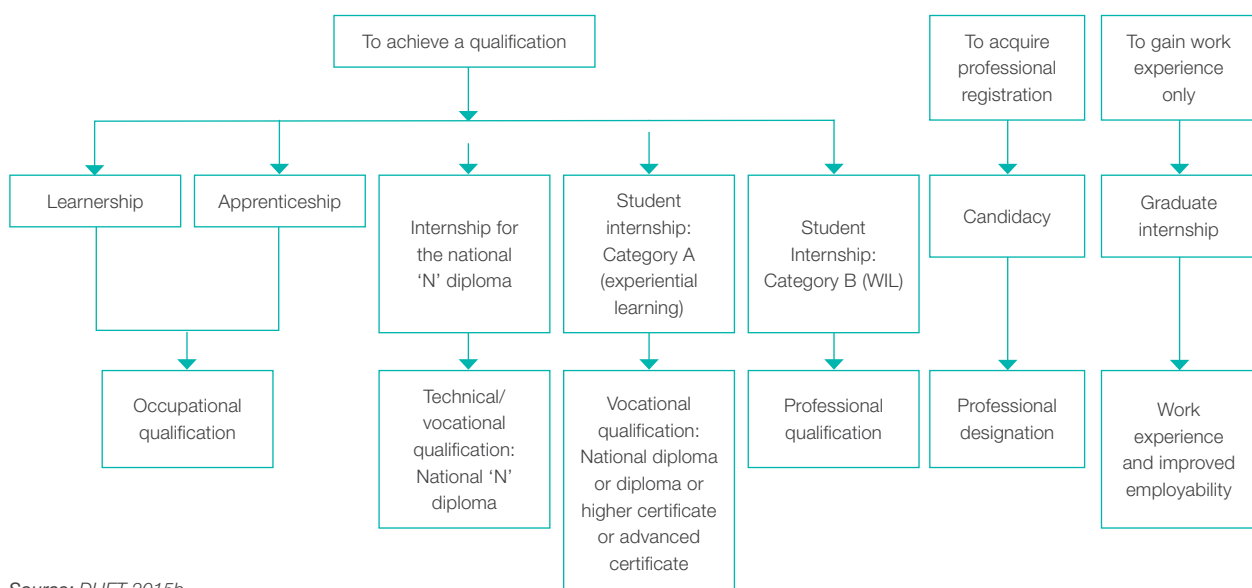 To achieve a qualification
To acquire
professional
registration
To gain work
experience
only
Learnership
Apprenticeship
Internship for
the national
‘N’ diploma
Student
internship:
Category A
(experiential
learning)
Student
Internship:
Category B (WIL)
Candidacy
Graduate
internship
Occupational
qualification
Technical/
vocational
qualification:
National ‘N’
diploma
Vocational
qualification:
National diploma
or diploma or
higher certificate
or advanced
certificate
Professional
qualification
Professional
designation
Work
experience
and improved
employability
Source: DHET 2015b